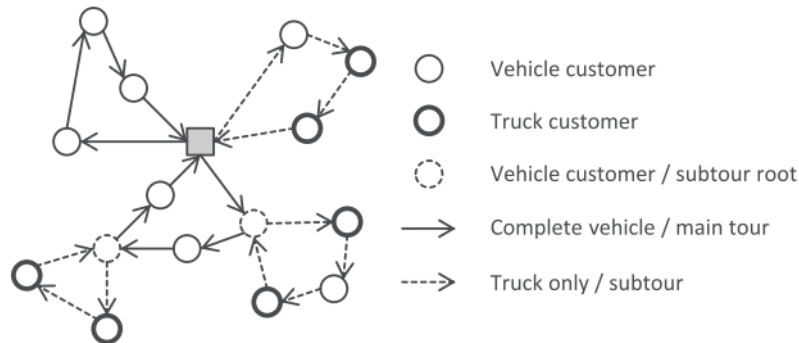 Vehicle customer
Truck customer
Vehicle customer / subtour root
Complete vehicle / main tour
Truck only / subtour